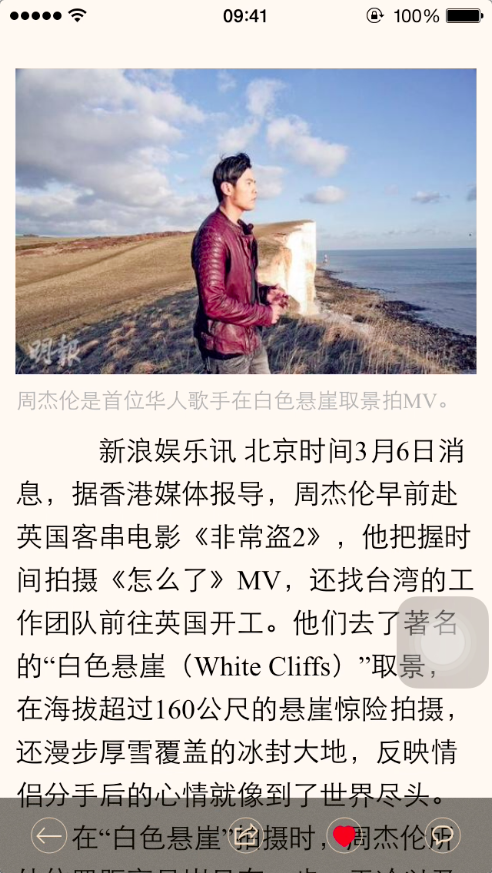 09:41
100%
明報
周杰伦是首位华人歌手在白色悬崖取景拍MV。
新浪娱乐讯 北京时间3月6日消
息，据香港媒体报导，周杰伦早前赴
英国客串电影《非常盗2》，他把握时
间拍摄《怎么了》MV，还找台湾的工
作团队前往英国开工。他们去了著名
的“白色悬崖（White Cliffs）”取景，
在海拔超过160公尺的悬崖惊险拍摄，
还漫步厚雪覆盖的冰封大地，反映情
侣分手后的心情就像到了世界尽头。
在“白色悬崖”拍摄时，周杰伦所